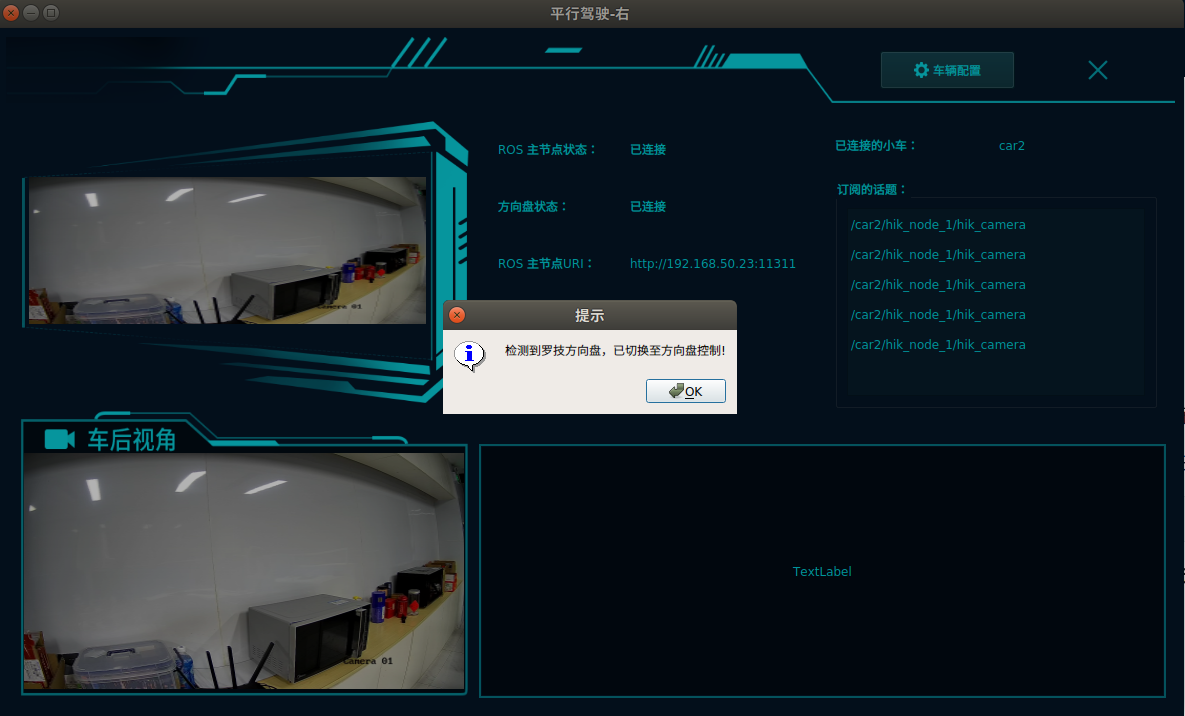 平行驾驶-右
车辆配置
ROS 主节点状态：
已连接
已连接的小车：
car2
订阅的话题：
方向盘状态：
已连接
/car2/hik_node_1/hik_camera
/car2/hik_node_1/hik_camera
ROS 主节点URI：
http://192.168.50.23:11311
/car2/hik_node_1/hik_camera
/car2/hik_node_1/hik_camera
/car2/hik_node_1/hik_camera
提示
检测到罗技方向盘，已切换至方向盘控制!
OK
amera 01
车后视角
Camera 01
TextLabel